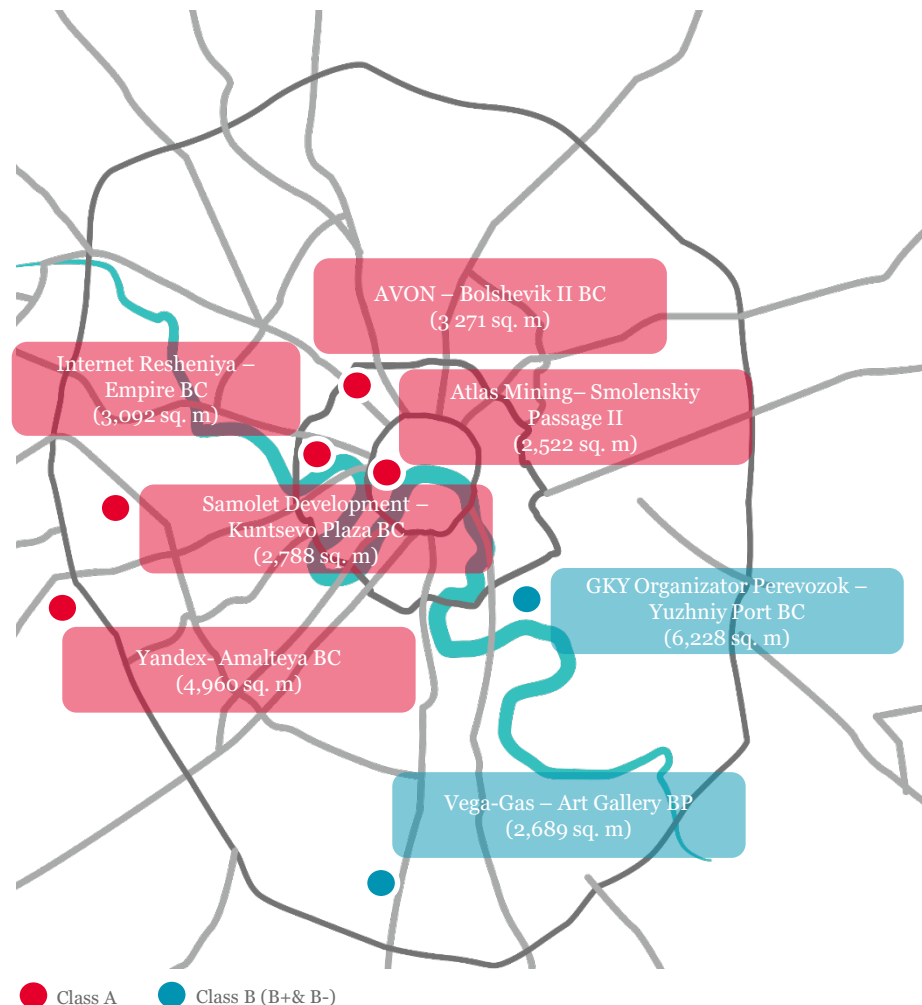 AVON – Bolshevik II BC
(3 271 sq. m)
Internet Resheniya –
Empire BC
(3,092 sq. m)
Atlas Mining– Smolenskiy
Passage II
(2,522 sq. m)
Samolet Development –
Kuntsevo Plaza BC
(2,788 sq. m)
GKY Organizator Perevozok –
Yuzhniy Port BC
(6,228 sq. m)
Yandex- Amalteya BC
(4,960 sq. m)
Vega-Gas – Art Gallery BP
(2,689 sq. m)
Class A
Class B (B+& B-)